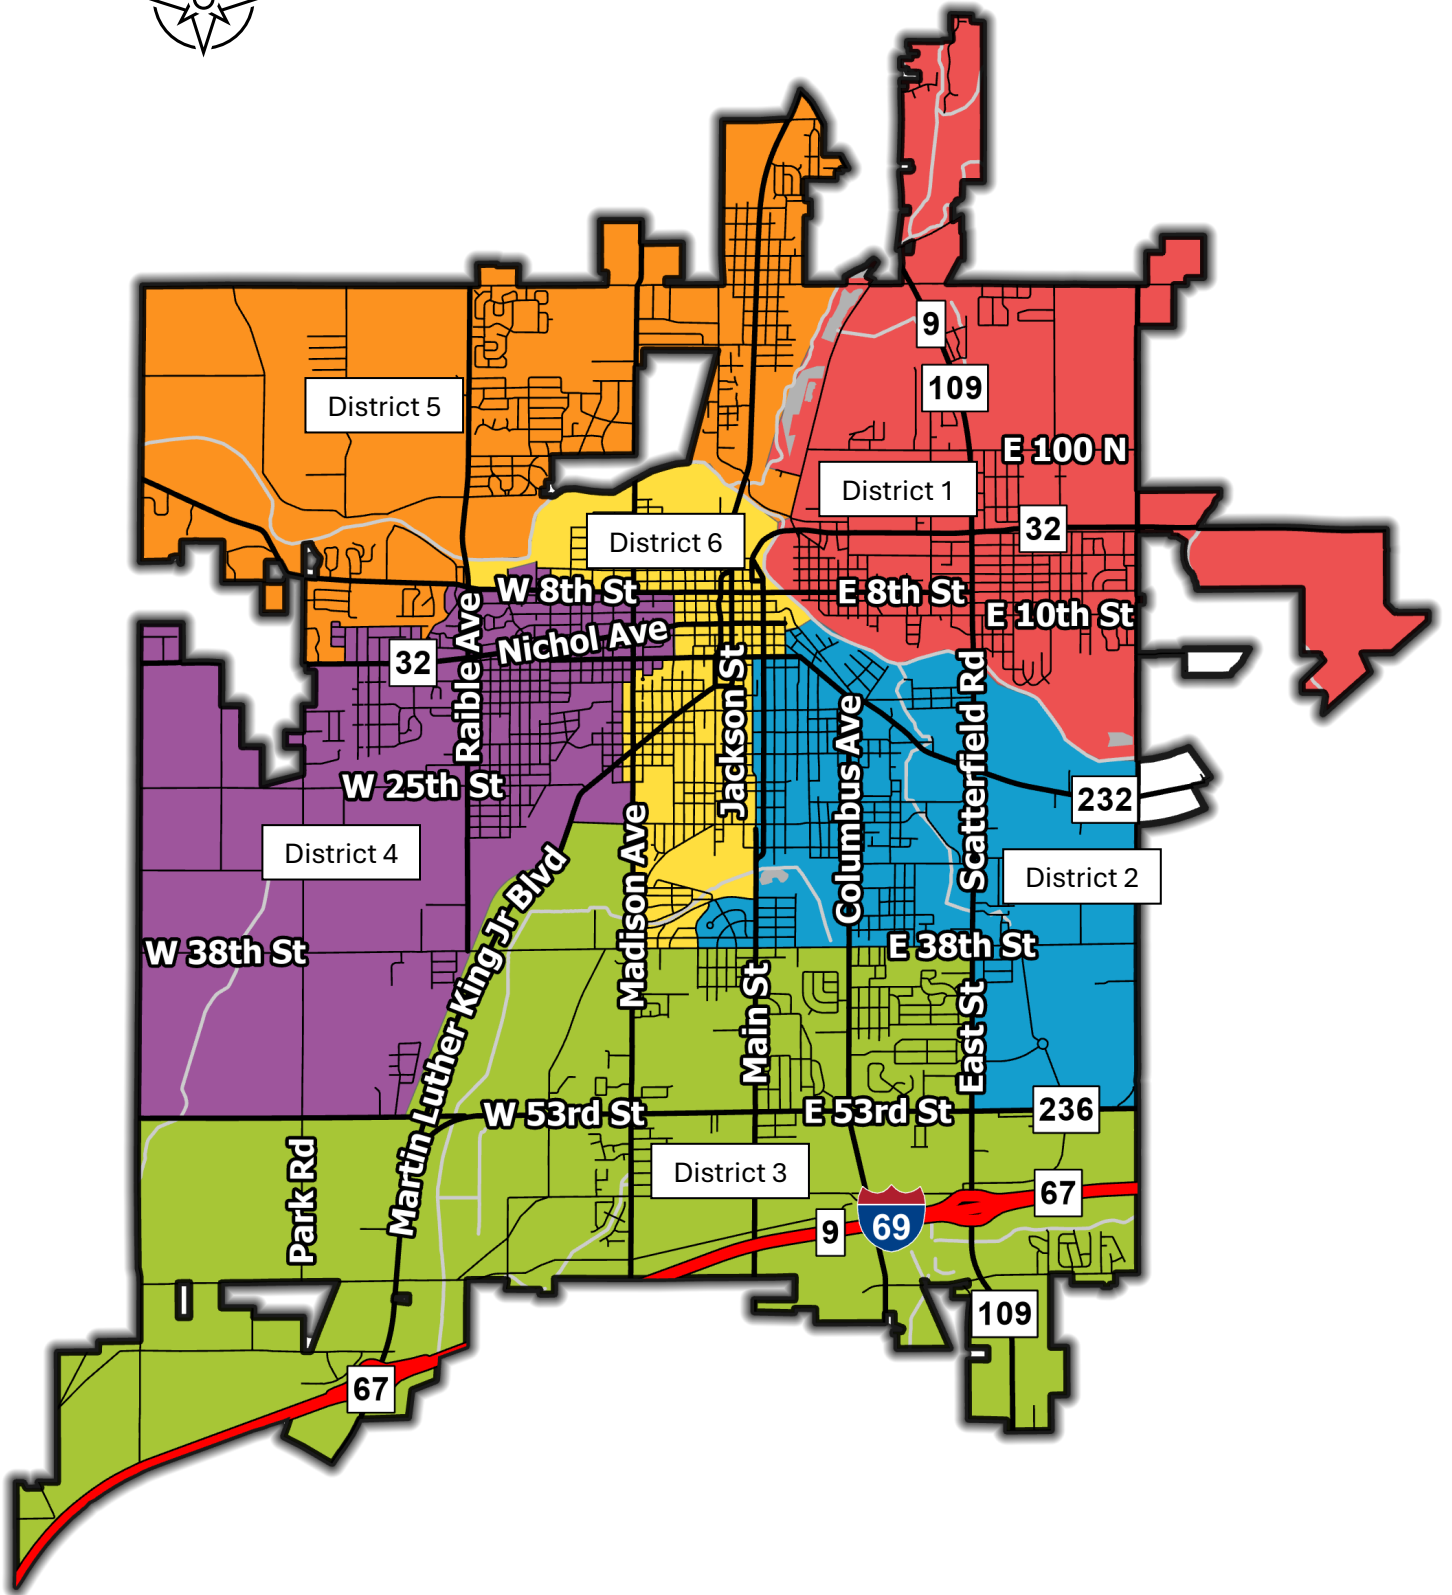 9
109
District 5
E 100 N
District 1
32
District 6
W 8th St
E 8th St
E 10th St
Nichol Ave
32
Raible Ave
Jackson St
Scatterfield Rd
Columbus Ave
W 25th St
232
District 4
Madison Ave
District 2
Martin Luther King Jr Blvd
W 38th St
E 38th St
Main St
East St
W 53rd St
E 53rd St
236
Park Rd
District 3
67
9
69
109
67